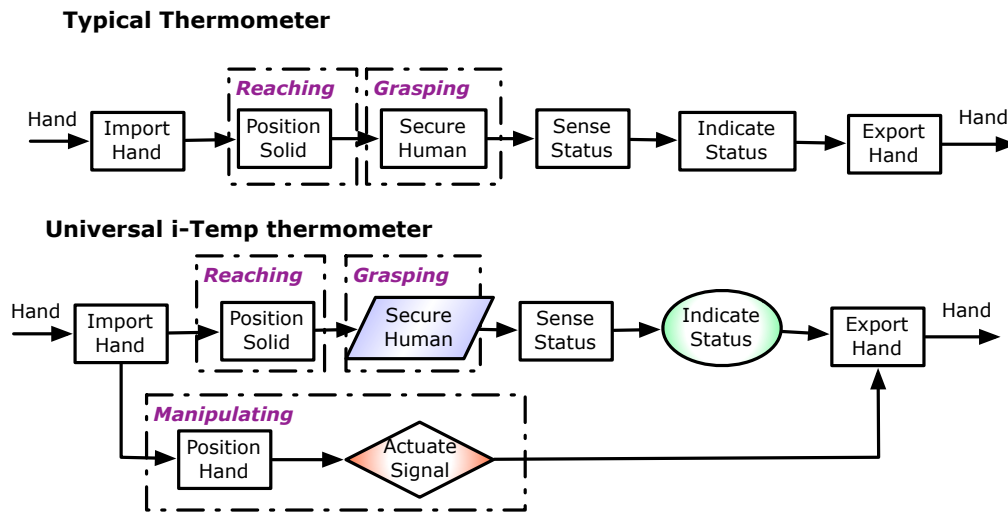 Typical Thermometer
Reaching
Grasping
Hand
Import
Hand
Position
Solid
Secure
Human
Sense
Status
Indicate
Status
Export
Hand
Hand
Universal i-Temp thermometer
Reaching
Grasping
Hand
Import
Hand
Position
Solid
Secure
Human
Sense
Status
Indicate
Status
Export
Hand
Hand
Manipulating
Position
Hand
Actuate
Signal